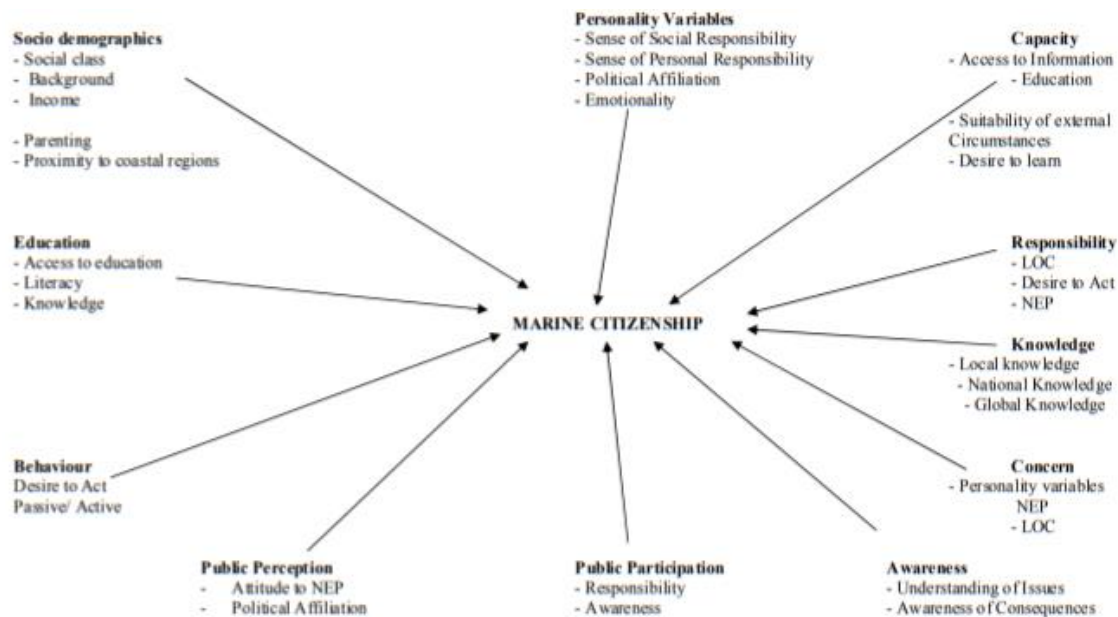 Socio demographics
- Social class
- Background
- Income
- Parenting
- Proximity to coastal regions
Personality Variables
- Sense of Social Responsibility
- Sense of Personal Responsibility
- Political Affiliation
- Emotionality
Capacity
- Access to Information
- Education
- Suitability of external
Circumstances
- Desire to learn
Education
- Access to education
- Literacy
- Knowledge
MARINE CITIZENSHIP
Responsibility
- LOC
- Desire to Act
- NEP
Knowledge
- Local knowledge
- National Knowledge
- Global Knowledge
Behaviour
Desire to Act
Passive/ Active
Concern
- Personality variables
NEP
- LOC
Public Perception
- Attitude to NEP
- Political Affiliation
Public Participation
- Responsibility
- Awareness
Awareness
- Understanding of Issues
- Awareness of Consequences